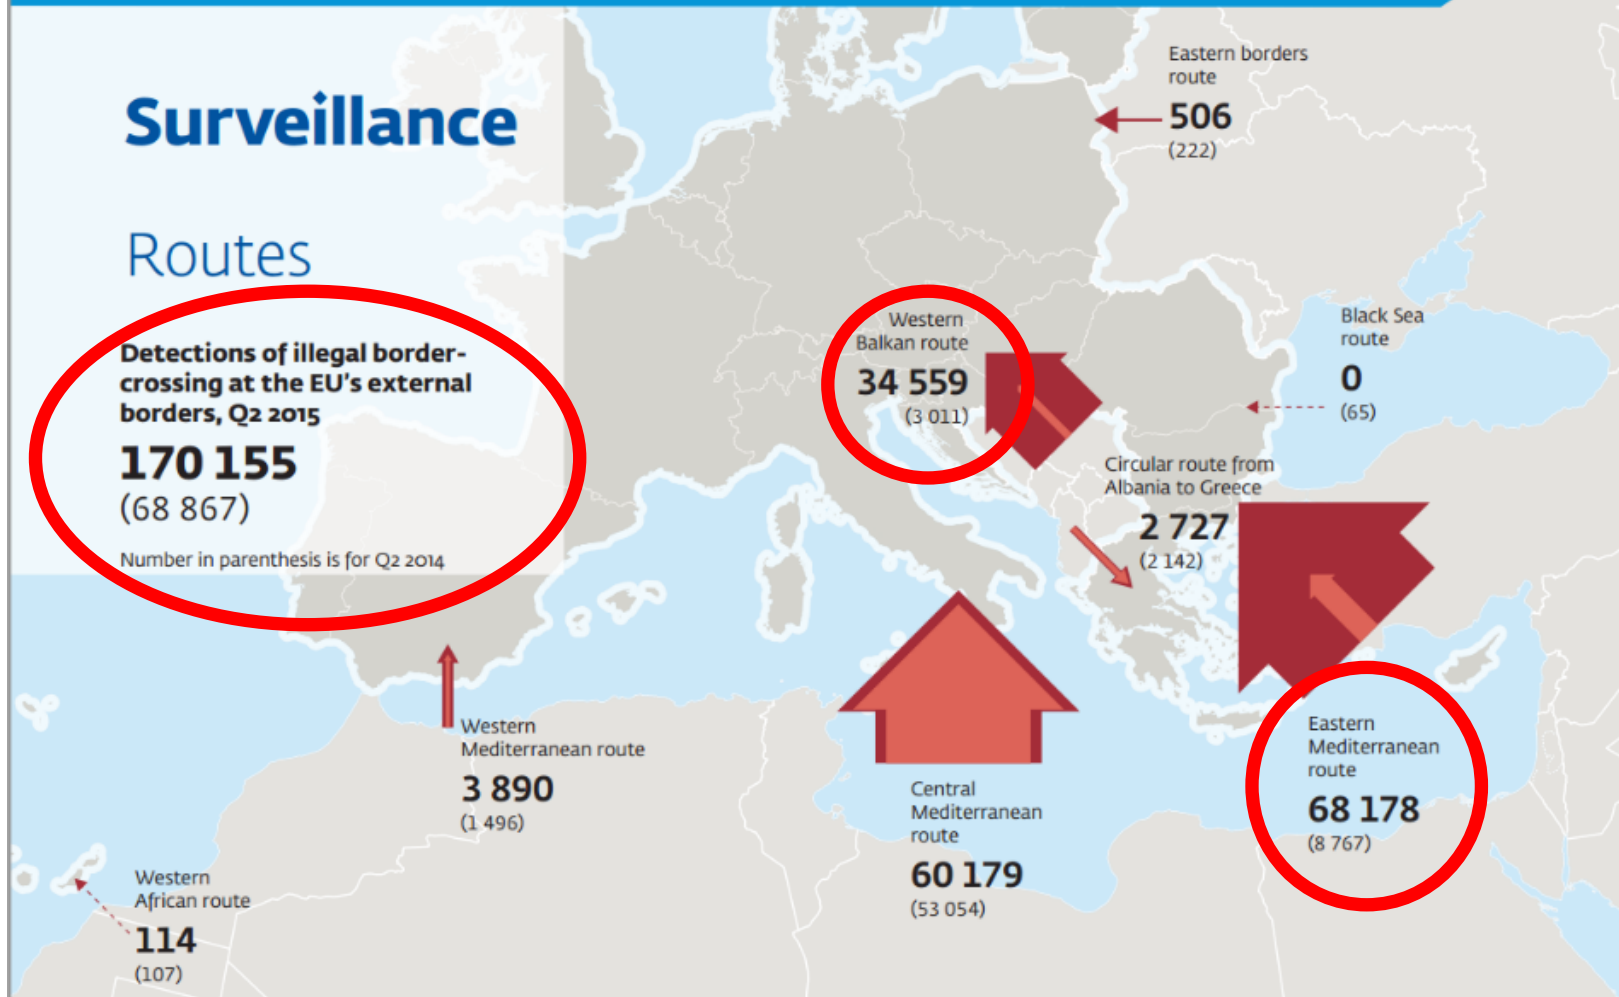 Surveillance
Routes
Detections of illegal border-
crossing at the EU's external
borders, Q2 2015
170 155
(68 867)
Number in parenthesis is for Q2 2014
Eastern borders
route
506
(222)
Western
Balkan route
34 559
(3 011)
Black Sea
route
0
(65)
Circular route from
Albania to Greece
2 727
(2 142)
Western
Mediterranean route
3 890
(1 496)
Central
Mediterranean
route
60 179
(53 054)
Eastern
Mediterranean
route
68 178
(8 767)
Western
African route
114
(107)